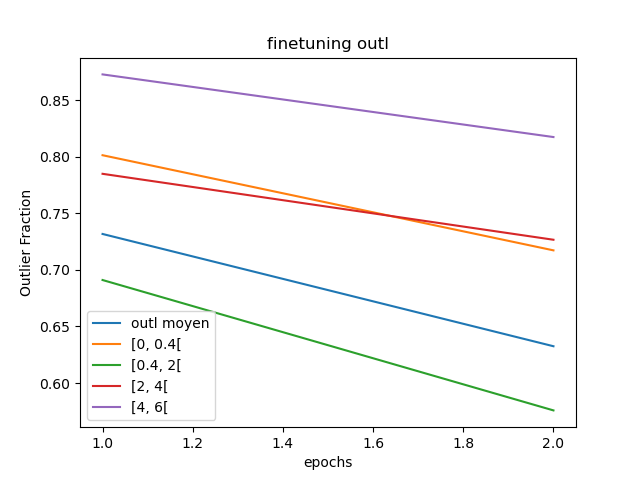 finetuning outl
Outlier Fraction
0.85
0.80
0.75
0.70
0.65
0.60
outl moyen
[0, 0.4[
[0.4, 2[
[2, 4[
[4, 6[
1.0 1.2 1.4 1.6 1.8 2.0
epochs